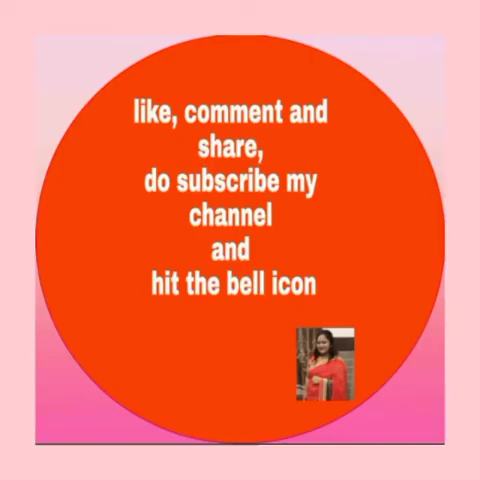 like, comment and
share,
do subscribe my
channel
and
hit the bell icon